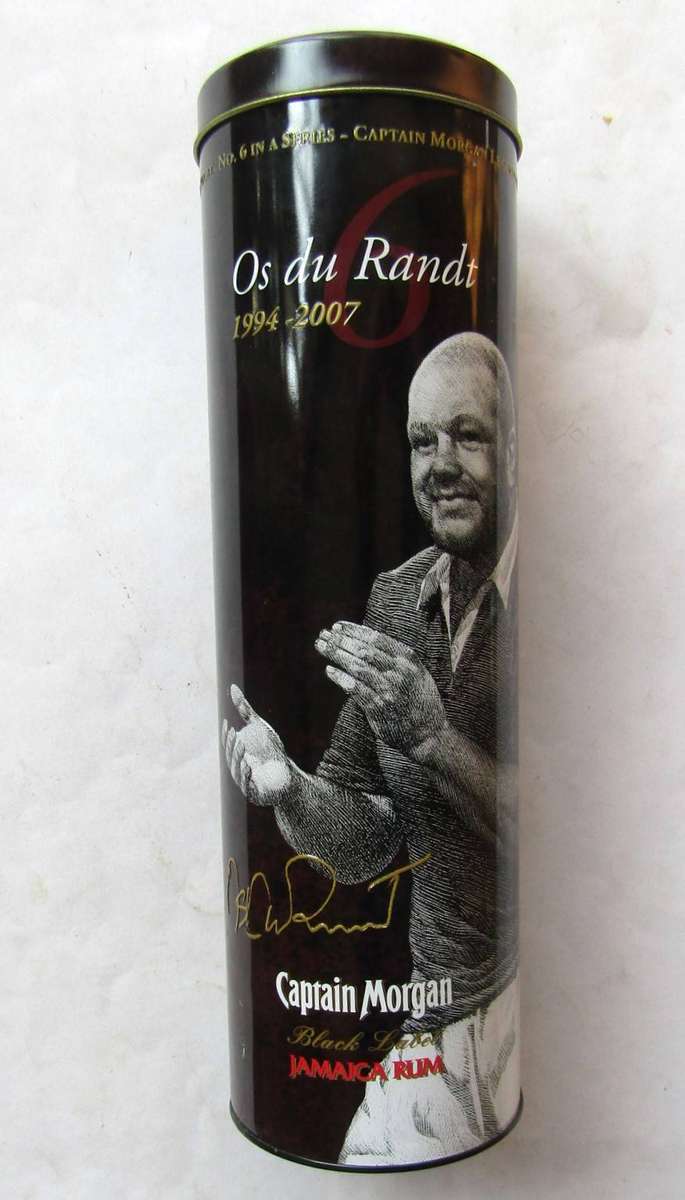 No. 6 in a Series – Captain Morgan
6
Os du Randt
1994 - 2007
Captain Morgan
Black Label
JAMAICA RUM